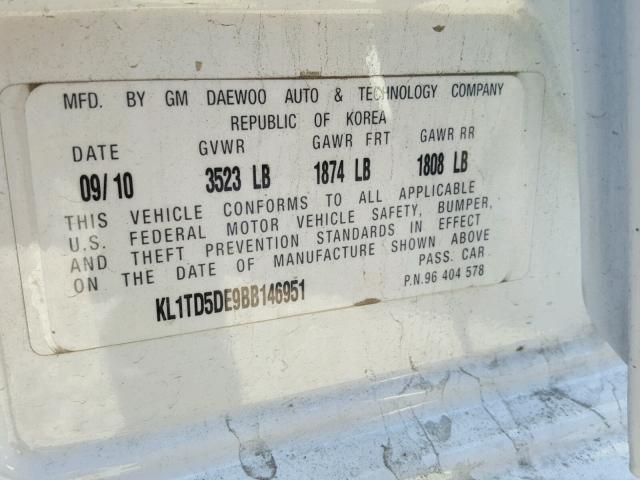 MFD. BY GM DAEWOO AUTO & TECHNOLOGY COMPANY
REPUBLIC OF KOREA
DATE GVWR GAWR FRT GAWR RR
09/10 3523 LB 1874 LB 1808 LB
THIS VEHICLE CONFORMS TO ALL APPLICABLE
U.S. FEDERAL MOTOR VEHICLE SAFETY, BUMPER,
AND THEFT PREVENTION STANDARDS IN EFFECT
ON THE DATE OF MANUFACTURE SHOWN ABOVE
PASS. CAR
KL1TD5DE9BB146951 P.N.96 404 578